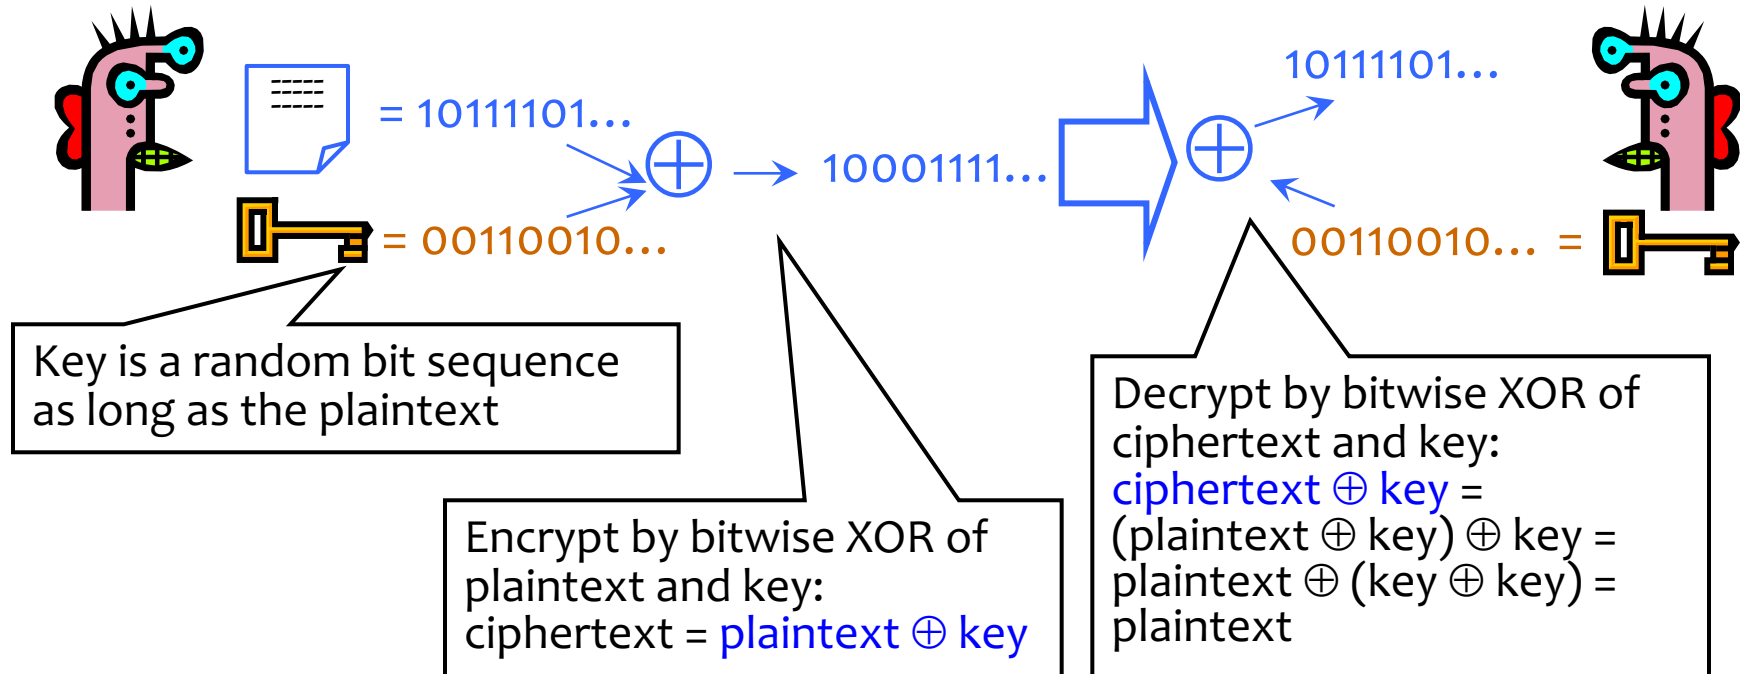 = 10111101...
10001111...
10111101...
= 00110010...
00110010... =
Key is a random bit sequence
as long as the plaintext
Encrypt by bitwise XOR of
plaintext and key:
ciphertext = plaintext ⊕ key
Decrypt by bitwise XOR of
ciphertext and key:
ciphertext ⊕ key =
(plaintext ⊕ key) ⊕ key =
plaintext ⊕ (key ⊕ key) =
plaintext